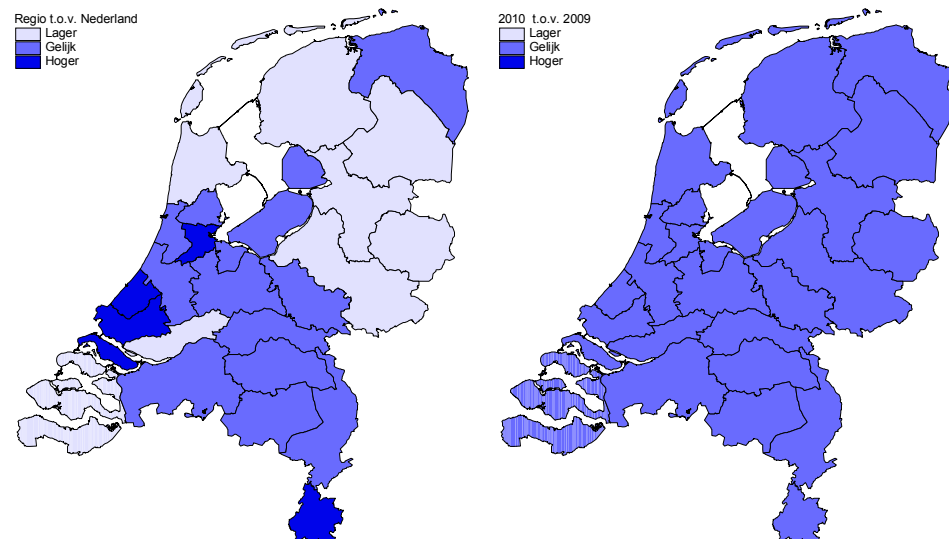 Regio t.o.v. Nederland
Lager
Gelijk
Hoger
2010 t.o.v. 2009
Lager
Gelijk
Hoger